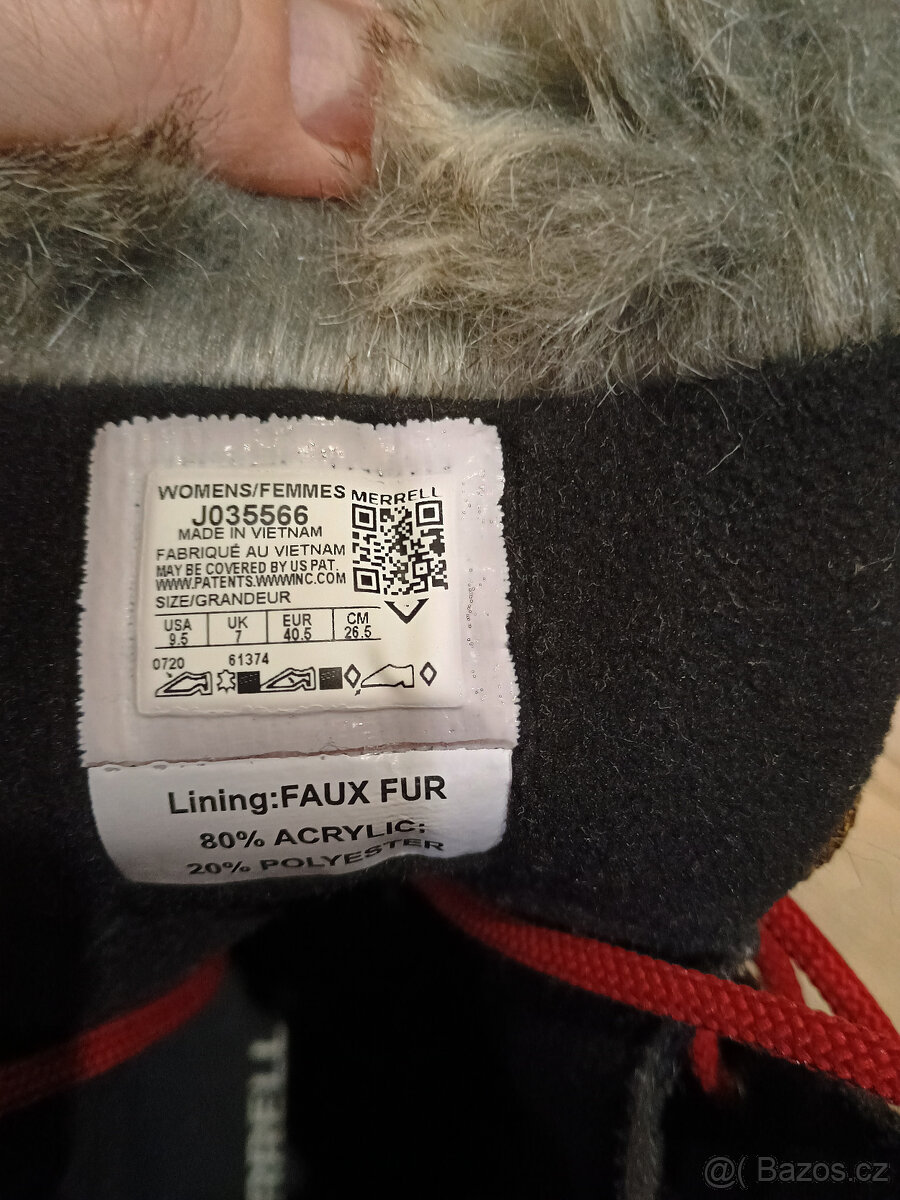 WOMENS/FEMMES MERRELL
J035566
MADE IN VIETNAM
FABRIQUÉ AU VIETNAM
MAY BE COVERED BY US PAT.
WWW.PATENTS.WWWINC.COM
SIZE/GRANDEUR
USA UK EUR CM
9.5 7 40.5 26.5
0720 61374
Lining:FAUX FUR
80% ACRYLIC;
20% POLYESTER
RRELL
@( Bazos.cz